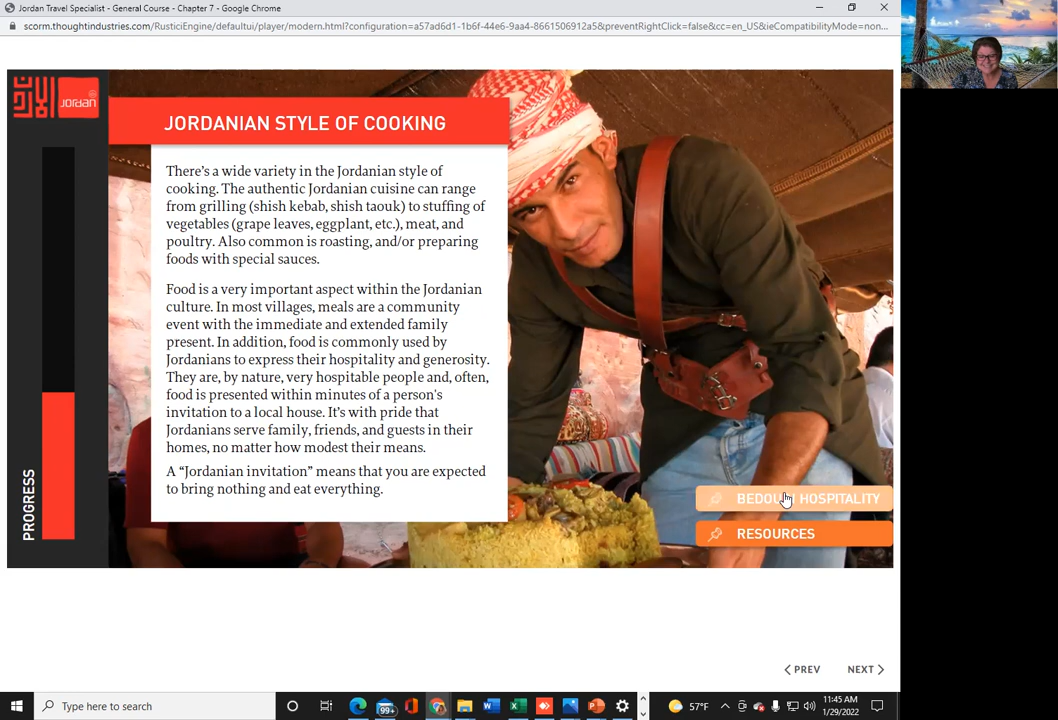 Jordan Travel Specialist - General Course - Chapter 7 - Google Chrome
scorm.thoughtindustries.com/RusticiEngine/defaultui/player/modern.html?configuration=a57ad6d1-1b6f-44e6-9aa4-8661506912a5&preventRightClick=false&cc=en_US&ieCompatibilityMode=non...
الأردن
Jordan
JORDANIAN STYLE OF COOKING
There's a wide variety in the Jordanian style of
cooking. The authentic Jordanian cuisine can range
from grilling (shish kebab, shish taouk) to stuffing of
vegetables (grape leaves, eggplant, etc.), meat, and
poultry. Also common is roasting, and/or preparing
foods with special sauces.
Food is a very important aspect within the Jordanian
culture. In most villages, meals are a community
event with the immediate and extended family
present. In addition, food is commonly used by
Jordanians to express their hospitality and generosity.
They are, by nature, very hospitable people and, often,
food is presented within minutes of a person's
invitation to a local house. It's with pride that
Jordanians serve family, friends, and guests in their
homes, no matter how modest their means.
A “Jordanian invitation” means that you are expected
to bring nothing and eat everything.
PROGRESS
HOSPITALITY
RESOURCES
PREV
NEXT
Type here to search
99+
57°F
11:45 AM
1/29/2022